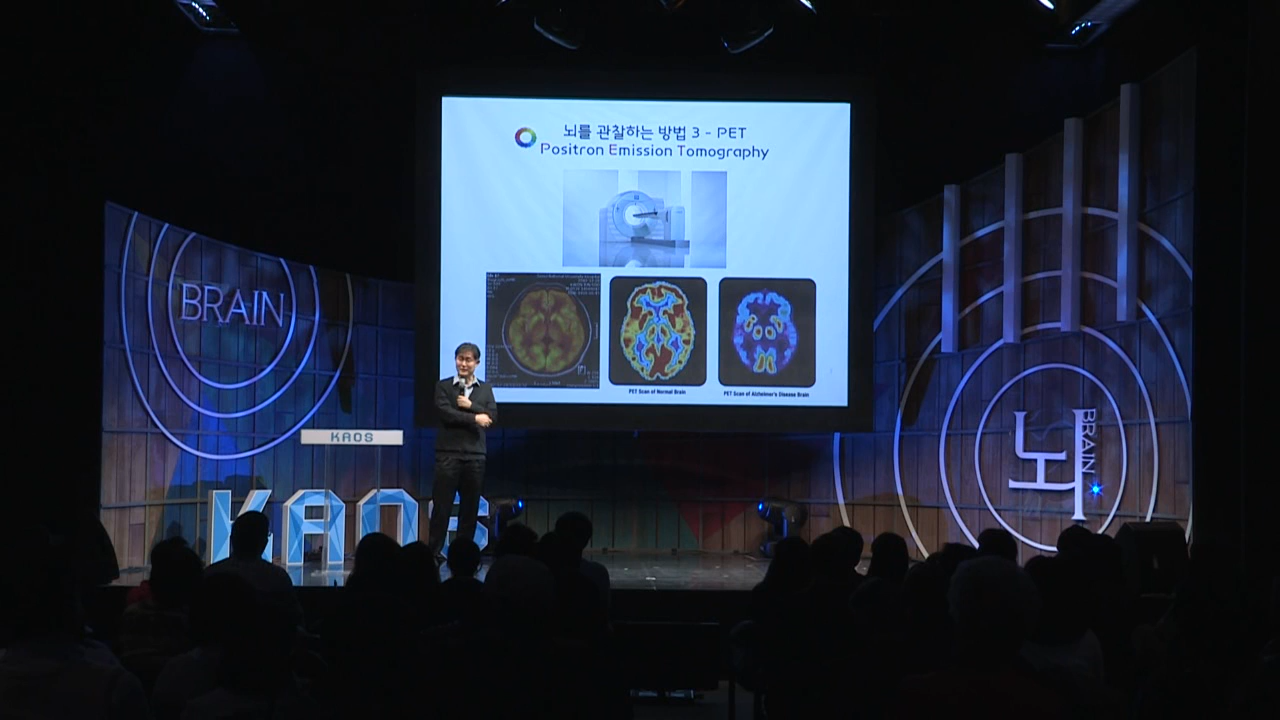 뇌를 관찰하는 방법 3 - PET
Positron Emission Tomography
PET Scan of Normal Brain
PET Scan of Alzheimer's Disease Brain
BRAIN
KAOS
KAOS
뇌
BRAIN